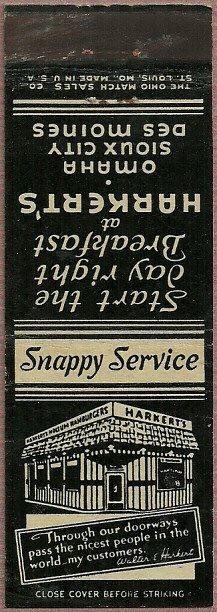 THE OHIO MATCH SALES CO.
ST. LOUIS, MO., MADE IN U. S. A.
Start the
day right
at
Breakfast
HARKERT'S
OMAHA
SIOUX CITY
DES MOINES
Snappy Service
HAMBURGERS
HARKERT'S
Through our doorways
pass the nicest people in the
world...my customers.
Walter E Harkert
CLOSE COVER BEFORE STRIKING